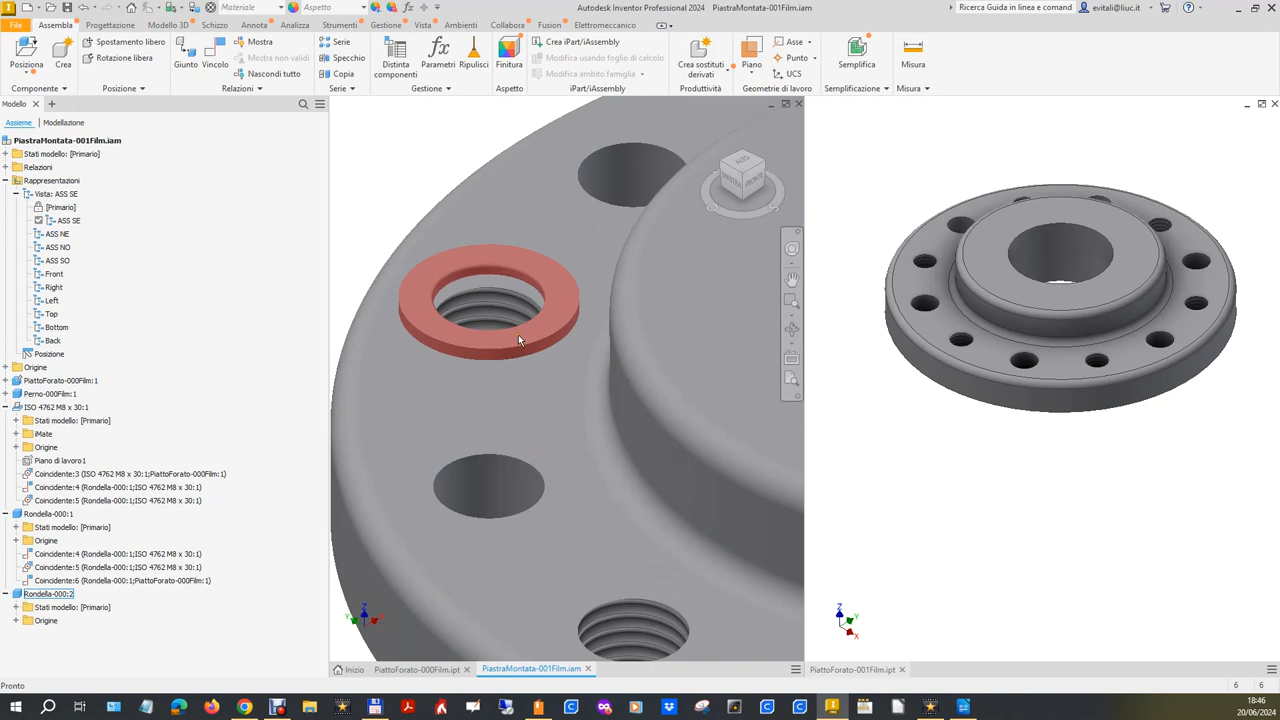 Materiale
Aspetto
Autodesk Inventor Professional 2024   PiastraMontata-001Film.iam
Ricerca Guida in linea e comand
evitali@liuc.it
File Assembla Progettazione Modello 3D Schizzo Annota Analizza Strumenti Gestione Vista Ambienti Collabora Fusion Elettromeccanico
Spostamento libero
Rotazione libera
Mostra
Mostra non validi
Nascondi tutto
Serie
Specchio
Copia
Crea iPart/iAssembly
Modifica usando foglio di calcolo
Modifica ambito famiglia
Asse
Punto
UCS
Posiziona Crea Giunto Vincolo Distinta componenti Parametri Ripulisci Finitura Crea sostituti derivati Piano Semplifica Misura
Componente Posizione Relazioni Serie Gestione Aspetto iPart/iAssembly Produttività Geometrie di lavoro Semplificazione Misura
Modello
Assieme Modellazione
PiastraMontata-001Film.iam
Stati modello: [Primario]
Relazioni
Rappresentazioni
Vista: ASS SE
[Primario]
ASS SE
ASS NE
ASS NO
ASS SO
Front
Right
Left
Top
Bottom
Back
Posizione
Origine
PiattoForato-000Film:1
Perno-000Film:1
ISO 4762 M8 x 30:1
Stati modello: [Primario]
iMate
Origine
Piano di lavoro1
Coincidente:3 (ISO 4762 M8 x 30:1;PiattoForato-000Film:1)
Coincidente:4 (Rondella-000:1;ISO 4762 M8 x 30:1)
Coincidente:5 (Rondella-000:1;ISO 4762 M8 x 30:1)
Rondella-000:1
Stati modello: [Primario]
Origine
Coincidente:4 (Rondella-000:1;ISO 4762 M8 x 30:1)
Coincidente:5 (Rondella-000:1;ISO 4762 M8 x 30:1)
Coincidente:6 (Rondella-000:1;PiattoForato-000Film:1)
Rondella-000:2
Stati modello: [Primario]
Origine
ALTO
FRONTE
Z
Y
X
Z
Y
X
Inizio PiattoForato-000Film.ipt PiastraMontata-001Film.iam PiattoForato-001Film.ipt
Pronto
6 6
18:46
20/06/2024